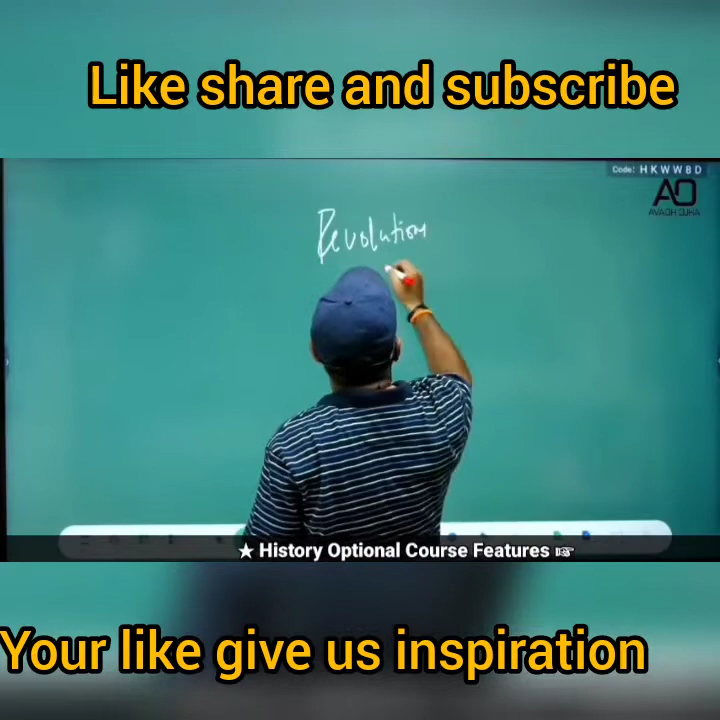 Like share and subscribe
Code: HKWWBD
AO
AVADH OJHA
Revolution
★ History Optional Course Features ☞
Your like give us inspiration